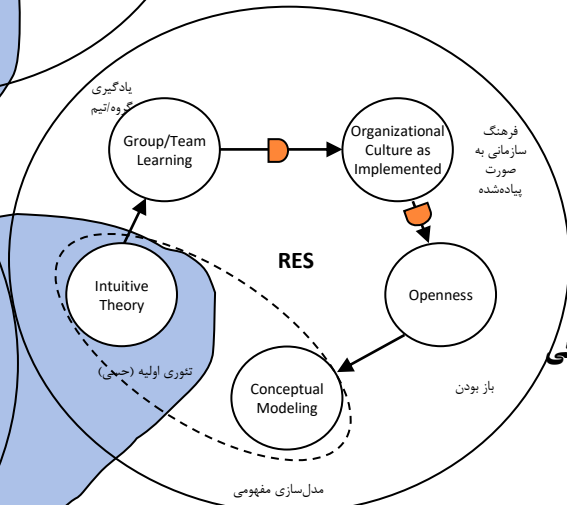 یادگیری
گروه/تیم
Group/Team
Learning
Organizational
Culture as
Implemented
فرهنگ
سازمانی به
صورت
پیاده‌شده
RES
Intuitive
Theory
Openness
تئوری اولیه (حسی)
باز بودن
Conceptual
Modeling
مدل‌سازی مفهومی